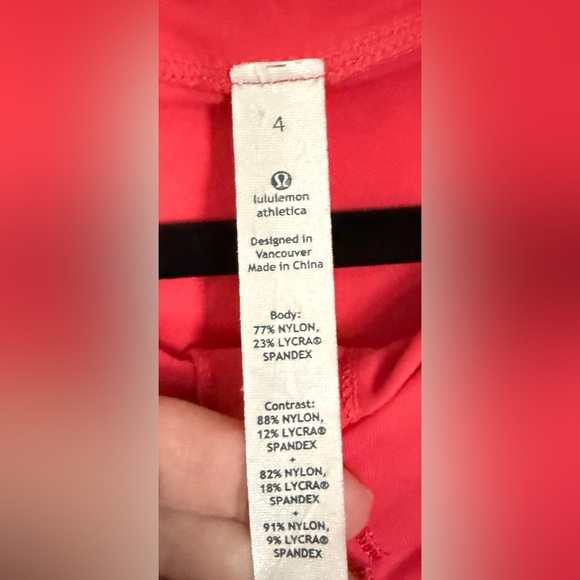 4
lululemon
athletica
Designed in
Vancouver
Made in China
Body:
77% NYLON,
23% LYCRA®
SPANDEX
Contrast:
88% NYLON,
12% LYCRA®
SPANDEX
+
82% NYLON,
18% LYCRA®
SPANDEX
+
91% NYLON,
9% LYCRA®
SPANDEX